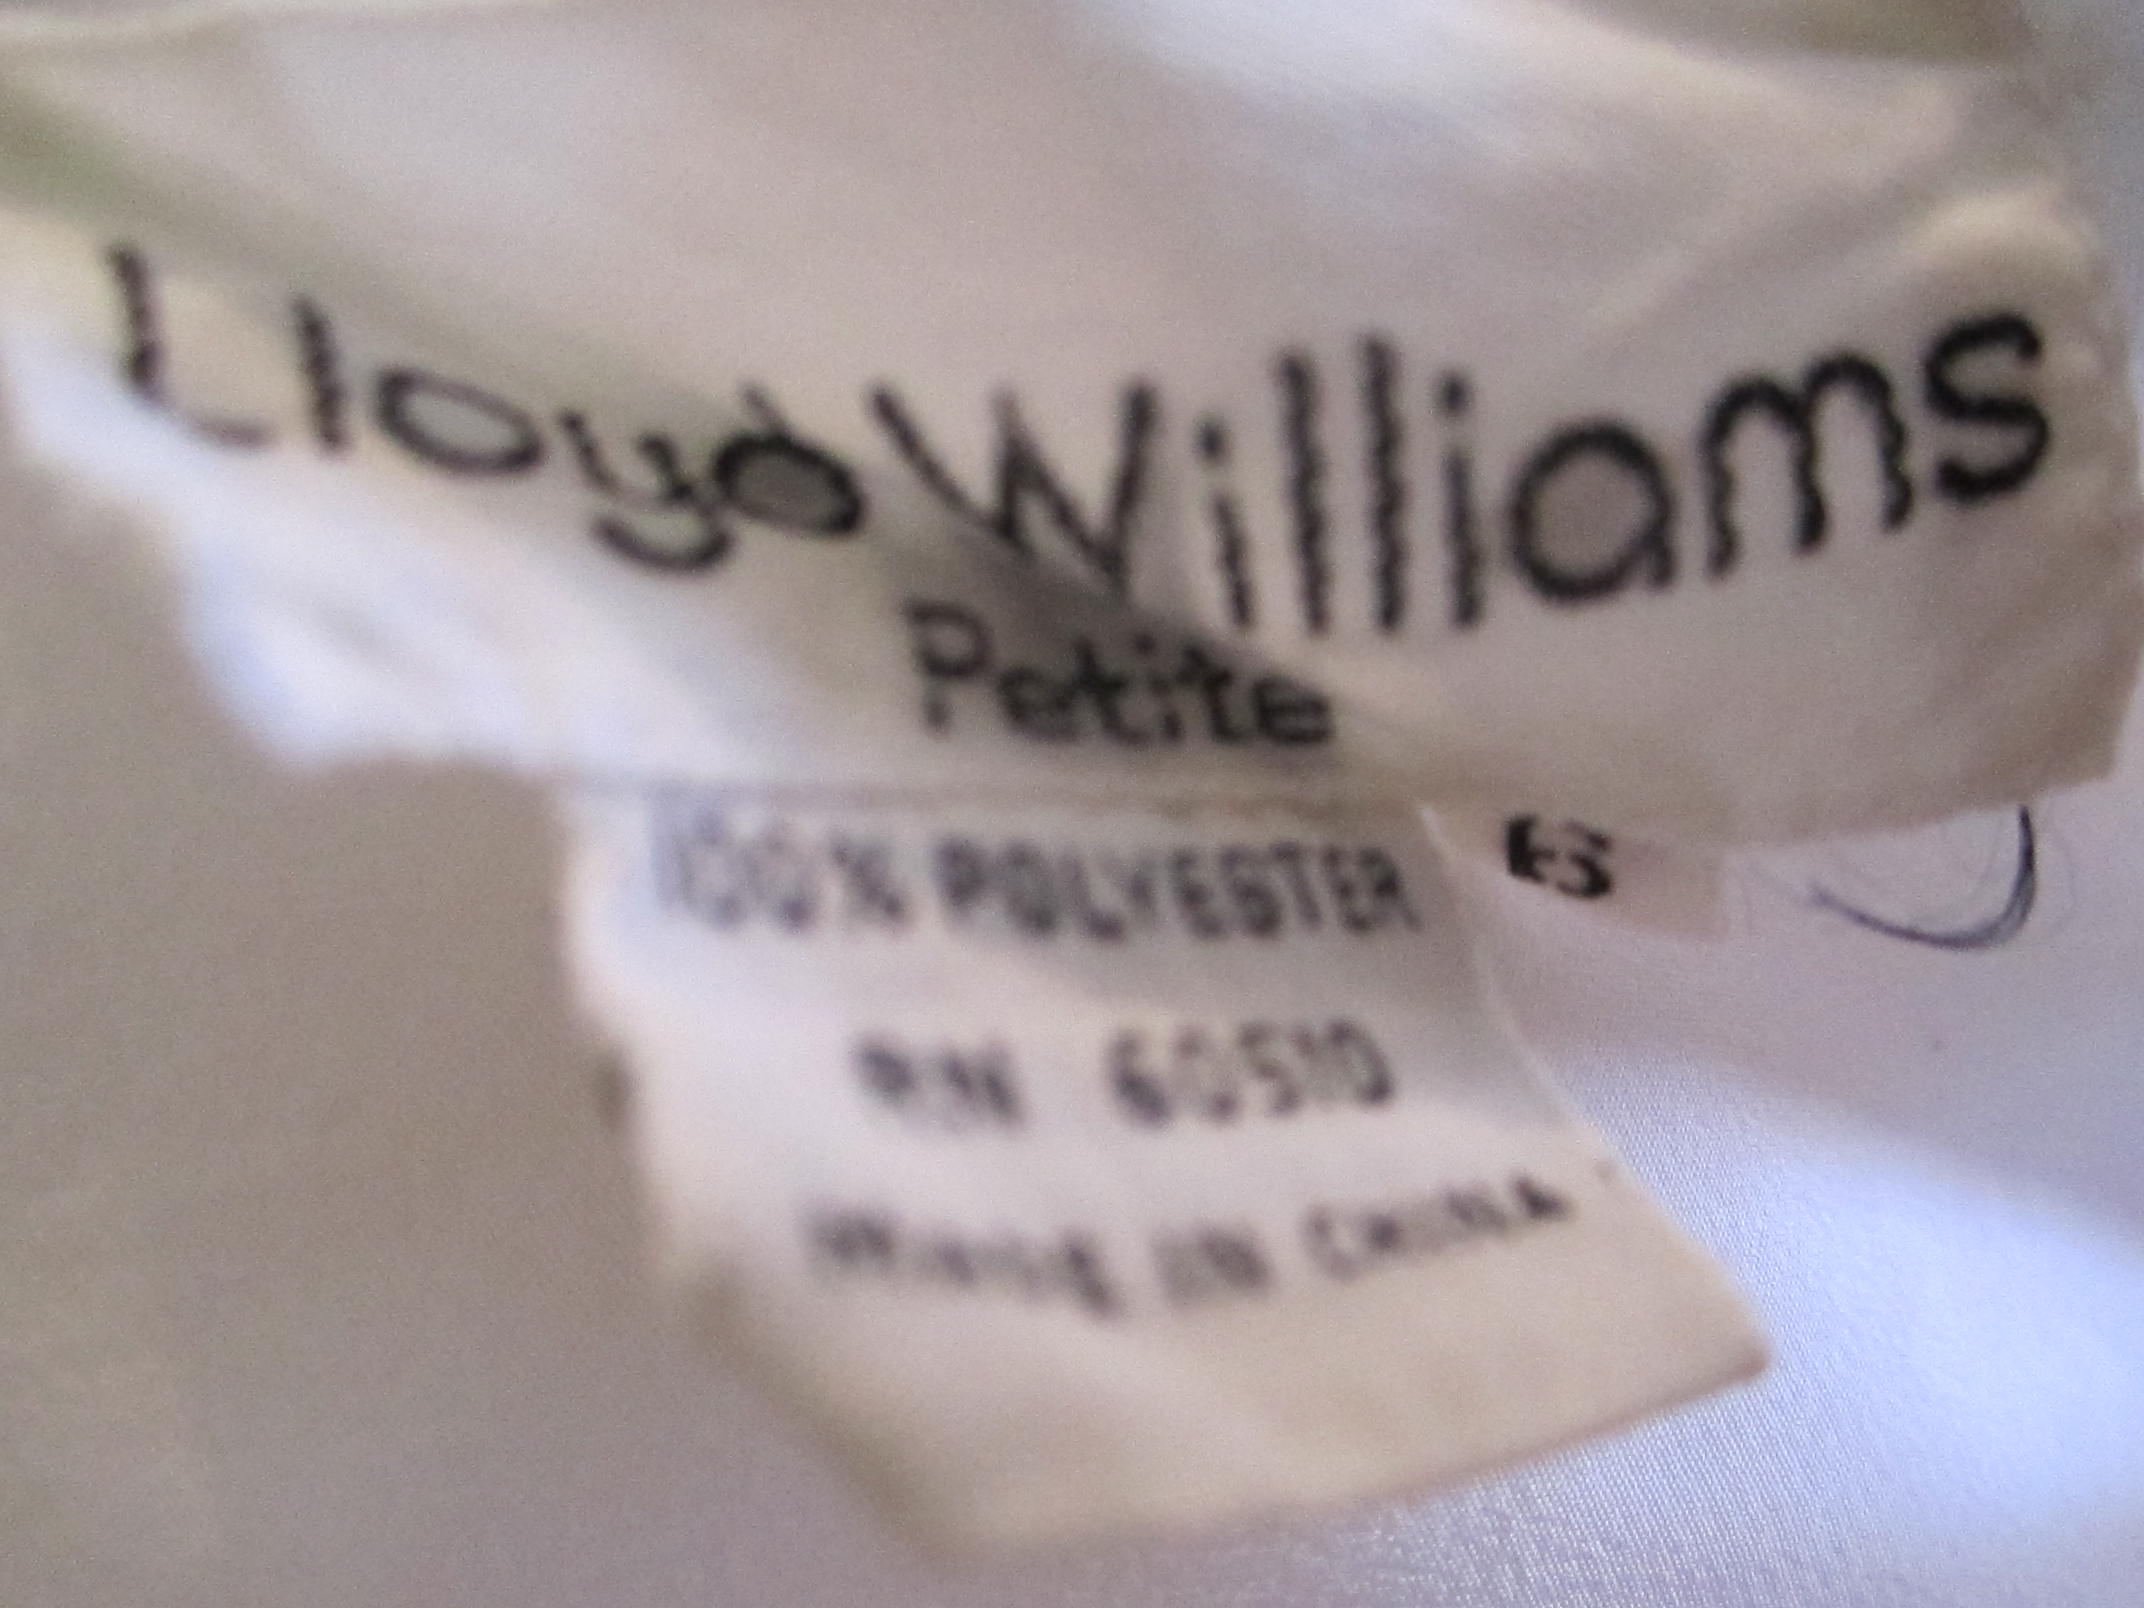 Lloyd Williams
Petite
100% POLYESTER
6
RN 60510
MADE IN CHINA